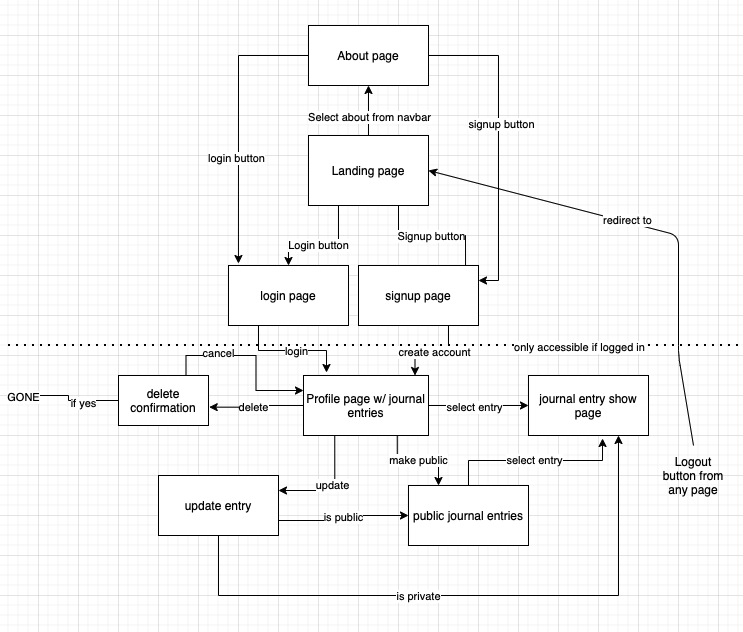 About page
Select about from navbar
signup button
login button
Landing page
redirect to
Login button
Signup button
login page
signup page
only accessible if logged in
cancel
login
create account
GONE
if yes
delete
confirmation
delete
Profile page w/ journal
entries
select entry
journal entry show
page
make public
select entry
Logout
button from
any page
update
update entry
is public
public journal entries
is private